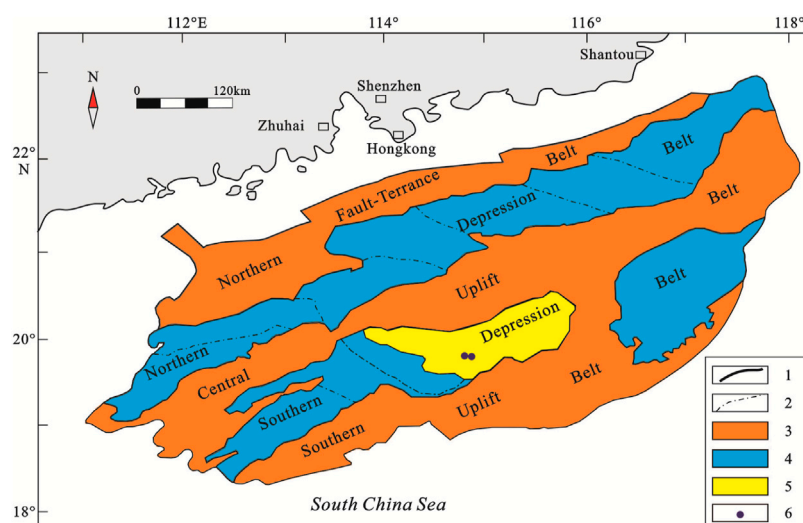 112°E
114°
116°
118°
Shantou
N
0
120km
Shenzhen
Zhuhai
Hongkong
22°
N
Fault-Terrance
Belt
Belt
Depression
Belt
Northern
Uplift
Belt
20°
Depression
Northern
Central
Belt
Southern
Uplift
Southern
18°
South China Sea
1
2
3
4
5
6